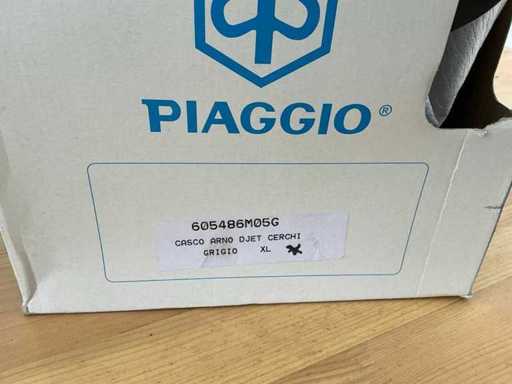 PIAGGIO®
605486M05G
CASCO ARNO DJET CERCHI
GRIGIO XL *